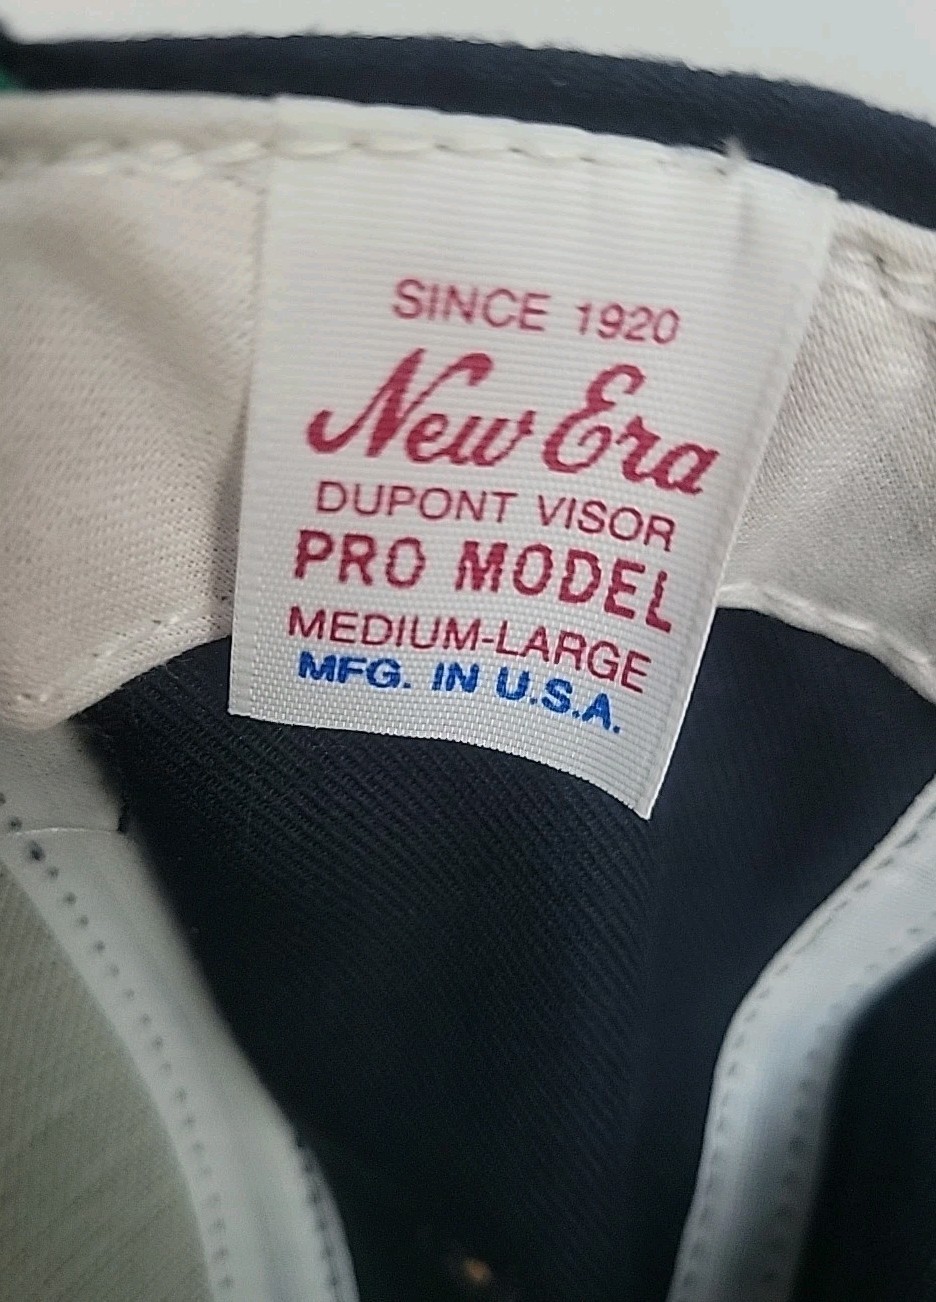 SINCE 1920
New Era
DUPONT VISOR
PRO MODEL
MEDIUM-LARGE
MFG. IN U.S.A.